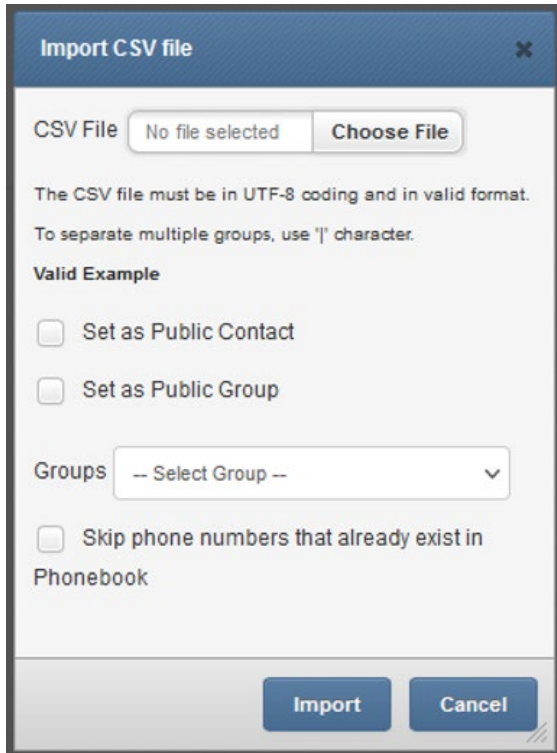 Import CSV file
CSV File No file selected Choose File
The CSV file must be in UTF-8 coding and in valid format.
To separate multiple groups, use '|' character.
Valid Example
Set as Public Contact
Set as Public Group
Groups -- Select Group --
Skip phone numbers that already exist in
Phonebook
Import Cancel